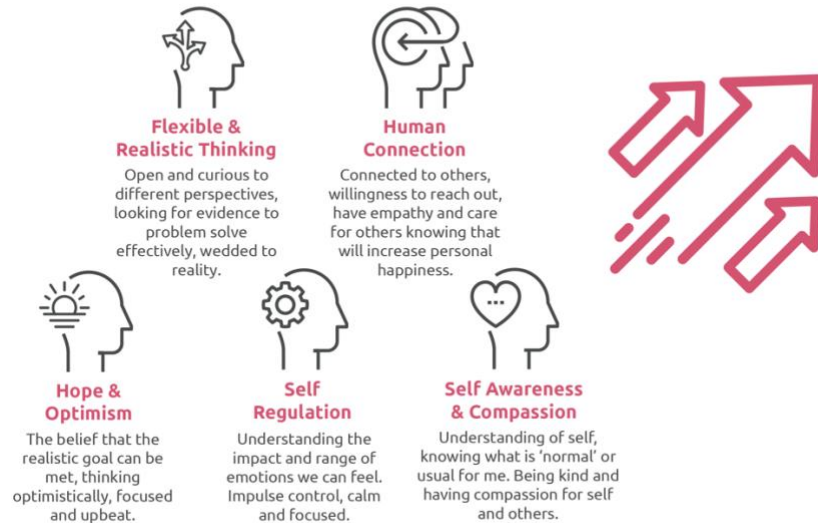 Flexible &
Realistic Thinking
Open and curious to
different perspectives,
looking for evidence to
problem solve
effectively, wedded to
reality.
Human
Connection
Connected to others,
willingness to reach out,
have empathy and care
for others knowing that
will increase personal
happiness.
Hope &
Optimism
The belief that the
realistic goal can be
met, thinking
optimistically, focused
and upbeat.
Self
Regulation
Understanding the
impact and range of
emotions we can feel.
Impulse control, calm
and focused.
Self Awareness
& Compassion
Understanding of self,
knowing what is ‘normal’ or
usual for me. Being kind and
having compassion for self
and others.